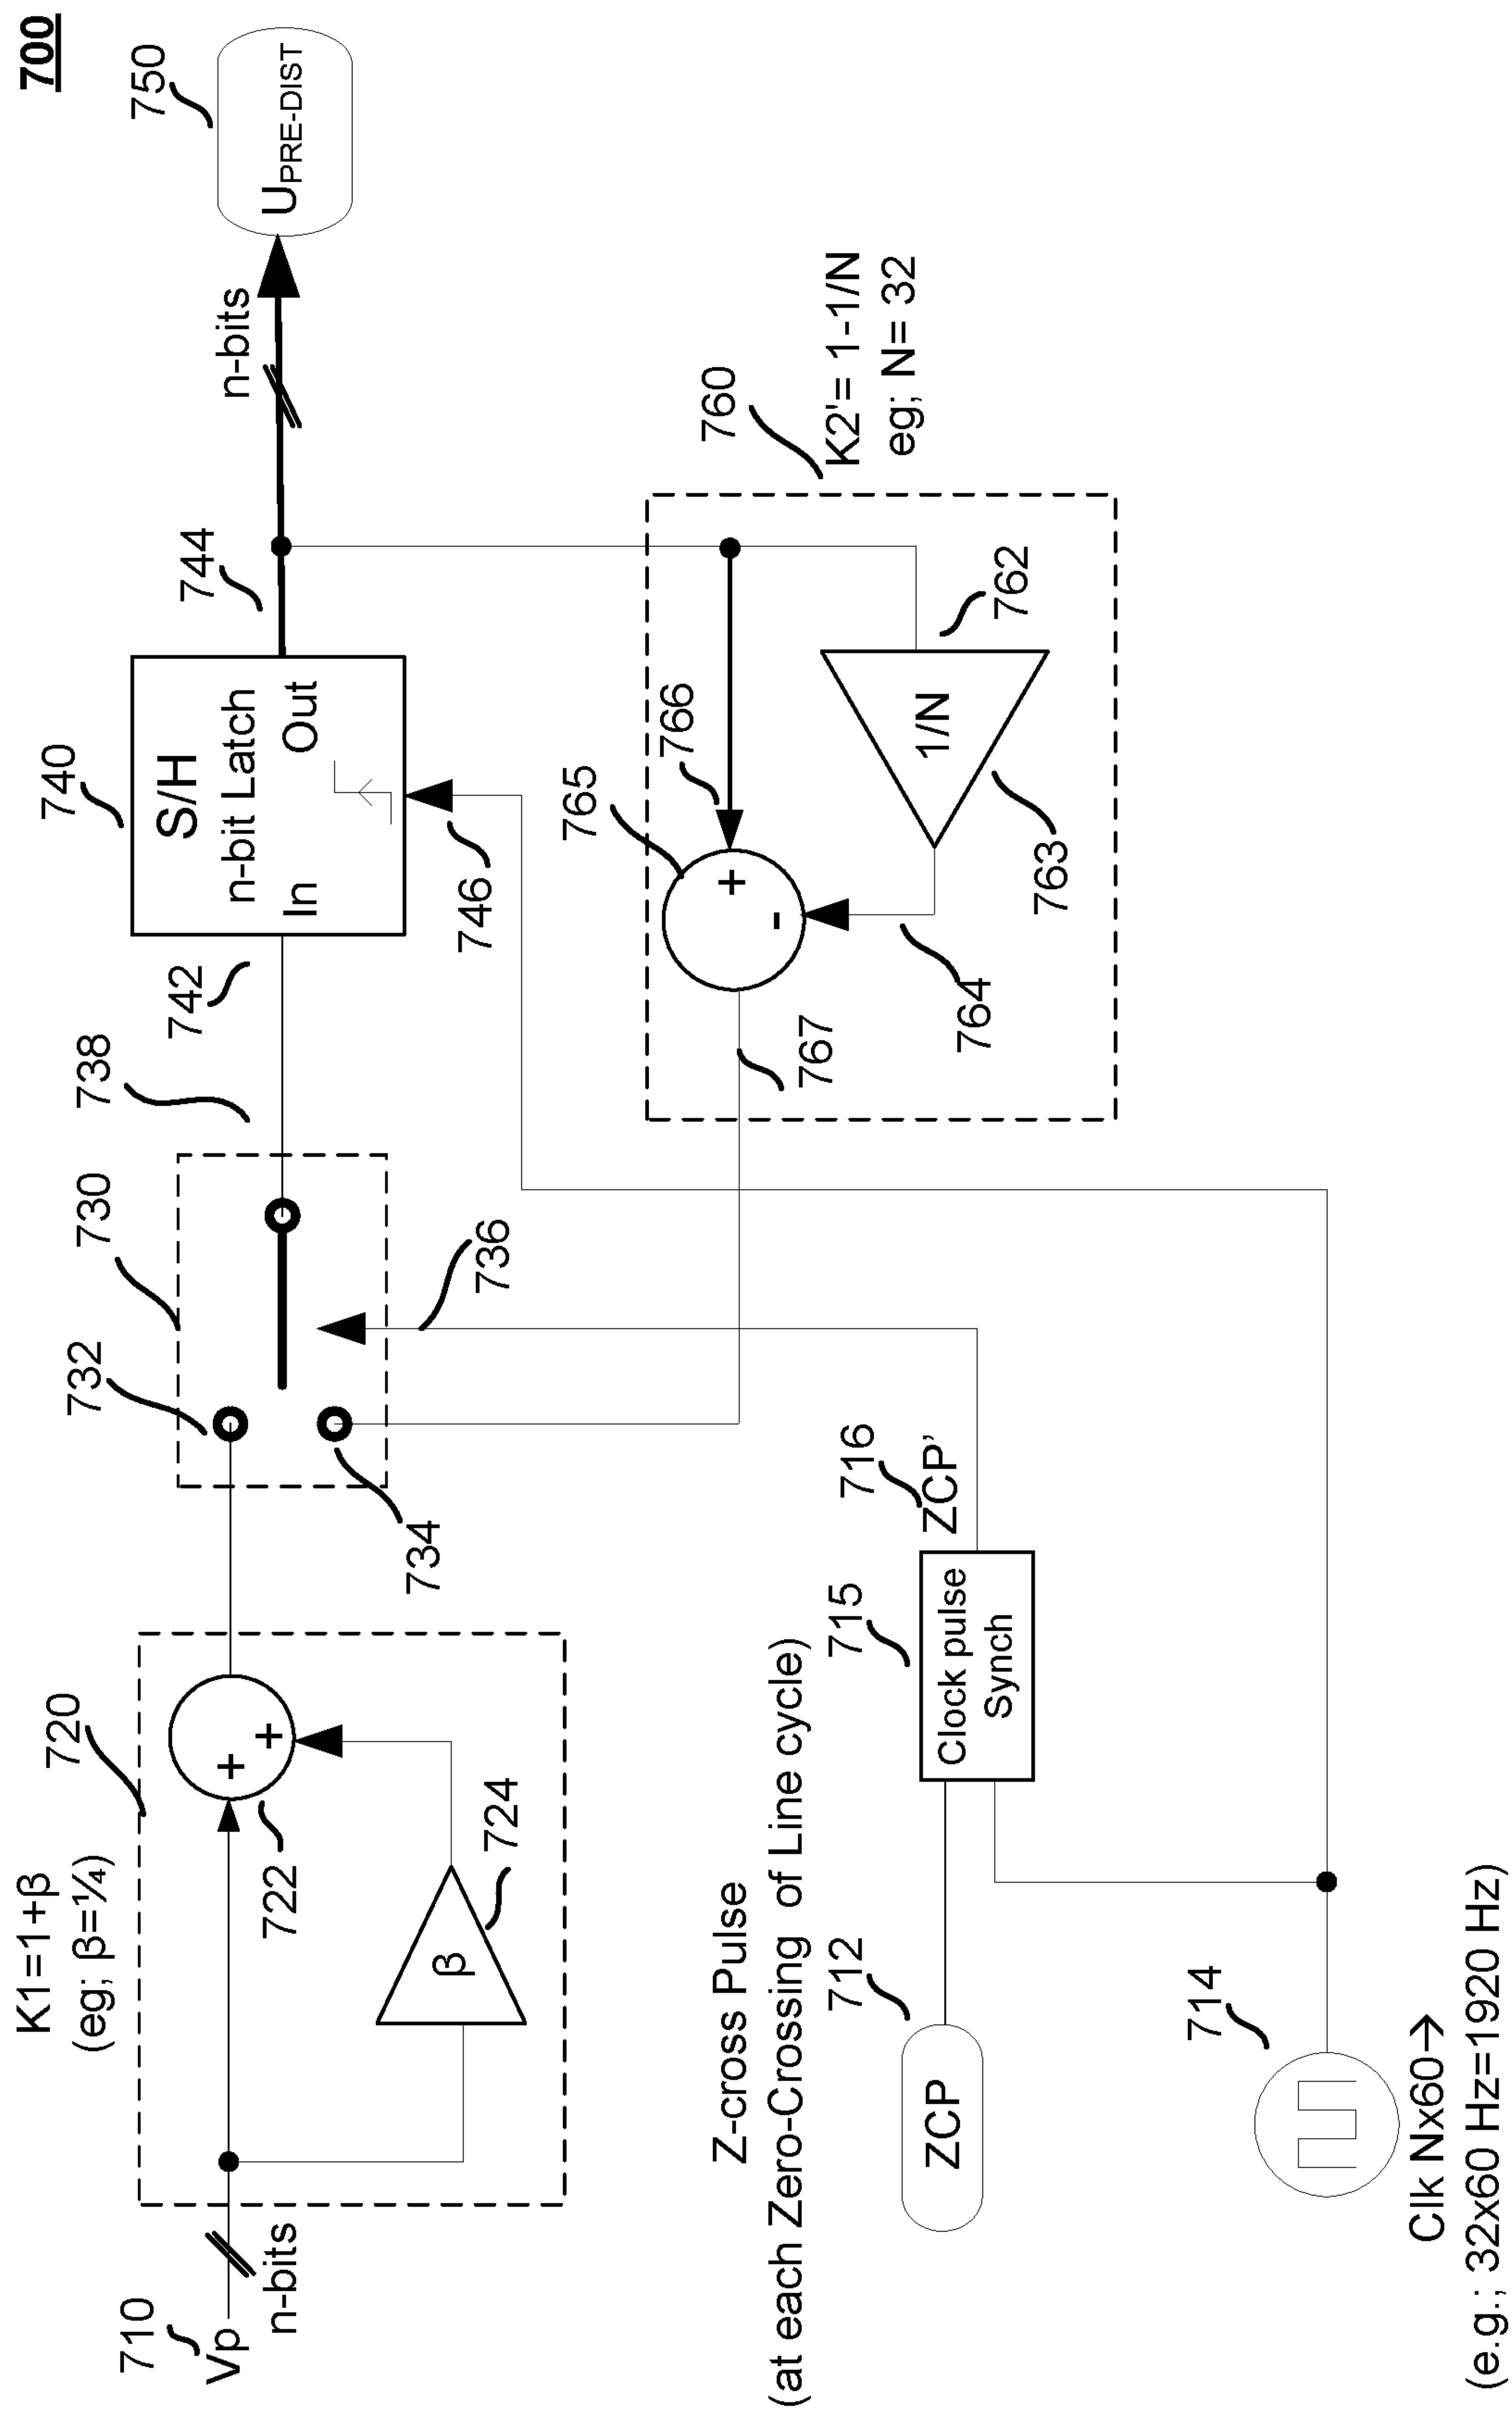 700
K1=1+β
(eg; β=¼)
720
710
Vp
n-bits
+
+
722
β
724
730
732
734
736
738
742
740
S/H
n-bit Latch
In
Out
744
746
n-bits
750
UPRE-DIST
760
K2'= 1-1/N
eg; N= 32
765
766
+
-
767
764
1/N
763
762
Z-cross Pulse
(at each Zero-Crossing of Line cycle)
712
ZCP
715
Clock pulse
Synch
716
ZCP'
714
Clk Nx60→
(e.g.; 32x60 Hz=1920 Hz)